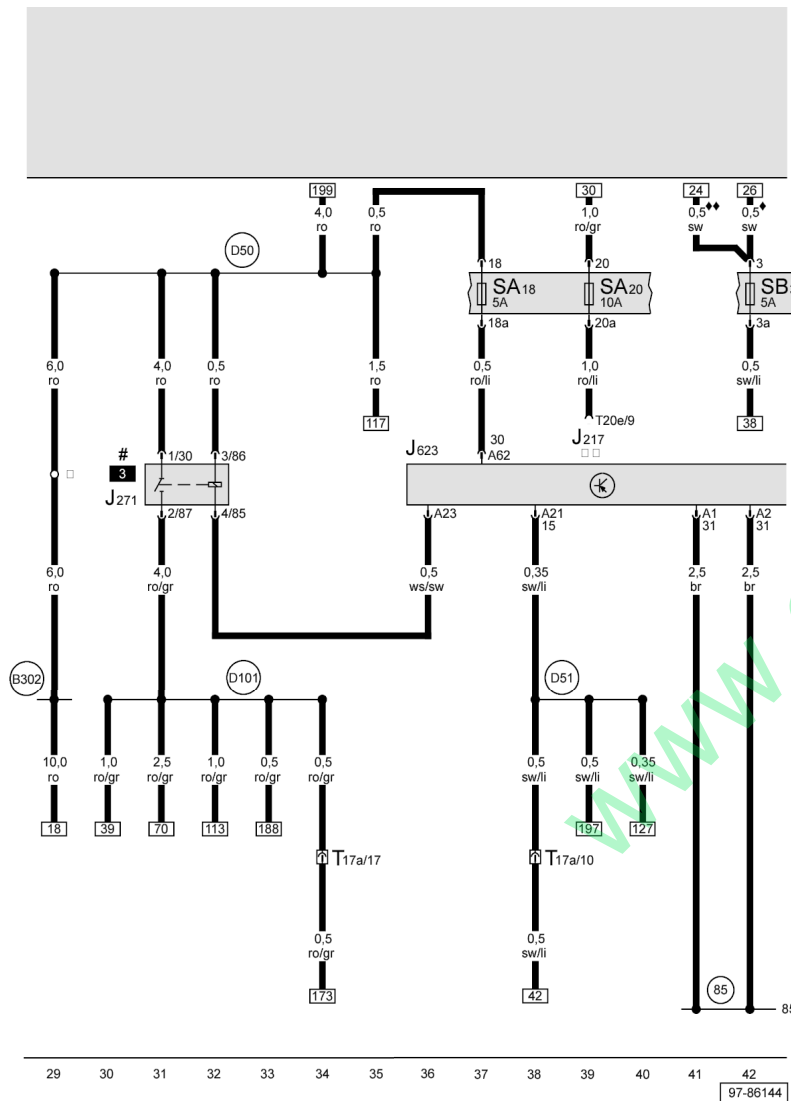 199 30 24 26
4,0 0,5 1,0 0,5♦♦ 0,5♦
ro ro ro/gr sw sw
D50
18 20 3
SA18 SA20 SB
5A 10A 5A
18a 20a 3a
6,0 4,0 0,5 1,5 0,5 1,0 0,5
ro ro ro ro ro/li ro/li sw/li
117 T20e/9 38
# 1/30 3/86 J623 30 J217
3 A62
J271
2/87 4/85 A23 A21 A1 A2
15 31 31
6,0 4,0 0,5 0,35 2,5 2,5
ro ro/gr ws/sw sw/li br br
B302 D101 D51
10,0 1,0 2,5 1,0 0,5 0,5 0,5 0,5 0,35
ro ro/gr ro/gr ro/gr ro/gr ro/gr sw/li sw/li sw/li
18 39 70 113 188 197 127
T17a/17 T17a/10
0,5 0,5
ro/gr sw/li
173 42
85 85
29 30 31 32 33 34 35 36 37 38 39 40 41 42
97-86144
www